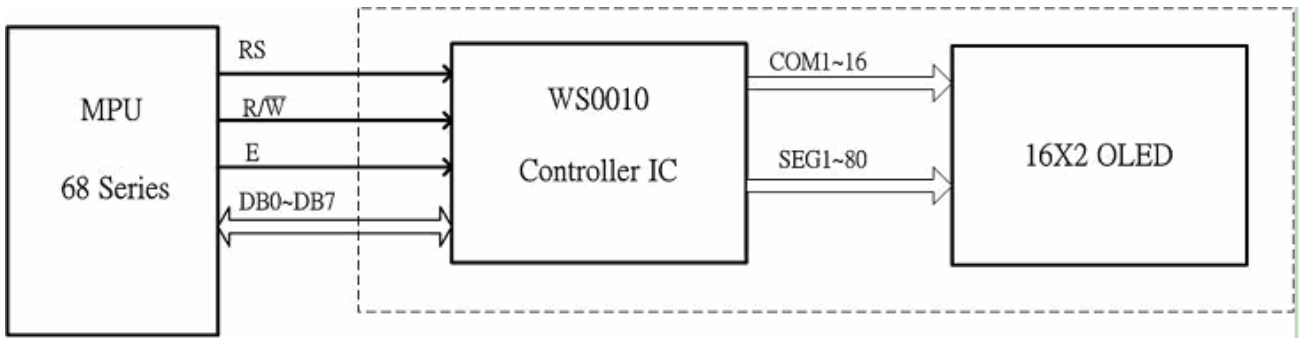 MPU
68 Series
RS
R/W̅
E
DB0~DB7
WS0010
Controller IC
COM1~16
SEG1~80
16X2 OLED